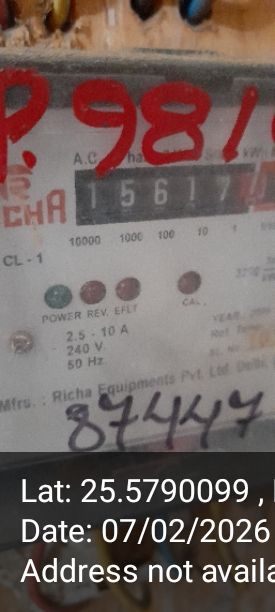 P. 981
A.C.
RICHA
1 5 6 1 7
10000 1000 100 10 1
CL - 1
POWER REV. EFLT CAL.
YEAR
2.5 - 10 A
240 V.
50 Hz.
Mfrs. : Richa Equipments Pvt. Ltd. Delhi
87447
Lat: 25.5790099 ,
Date: 07/02/2026
Address not availa